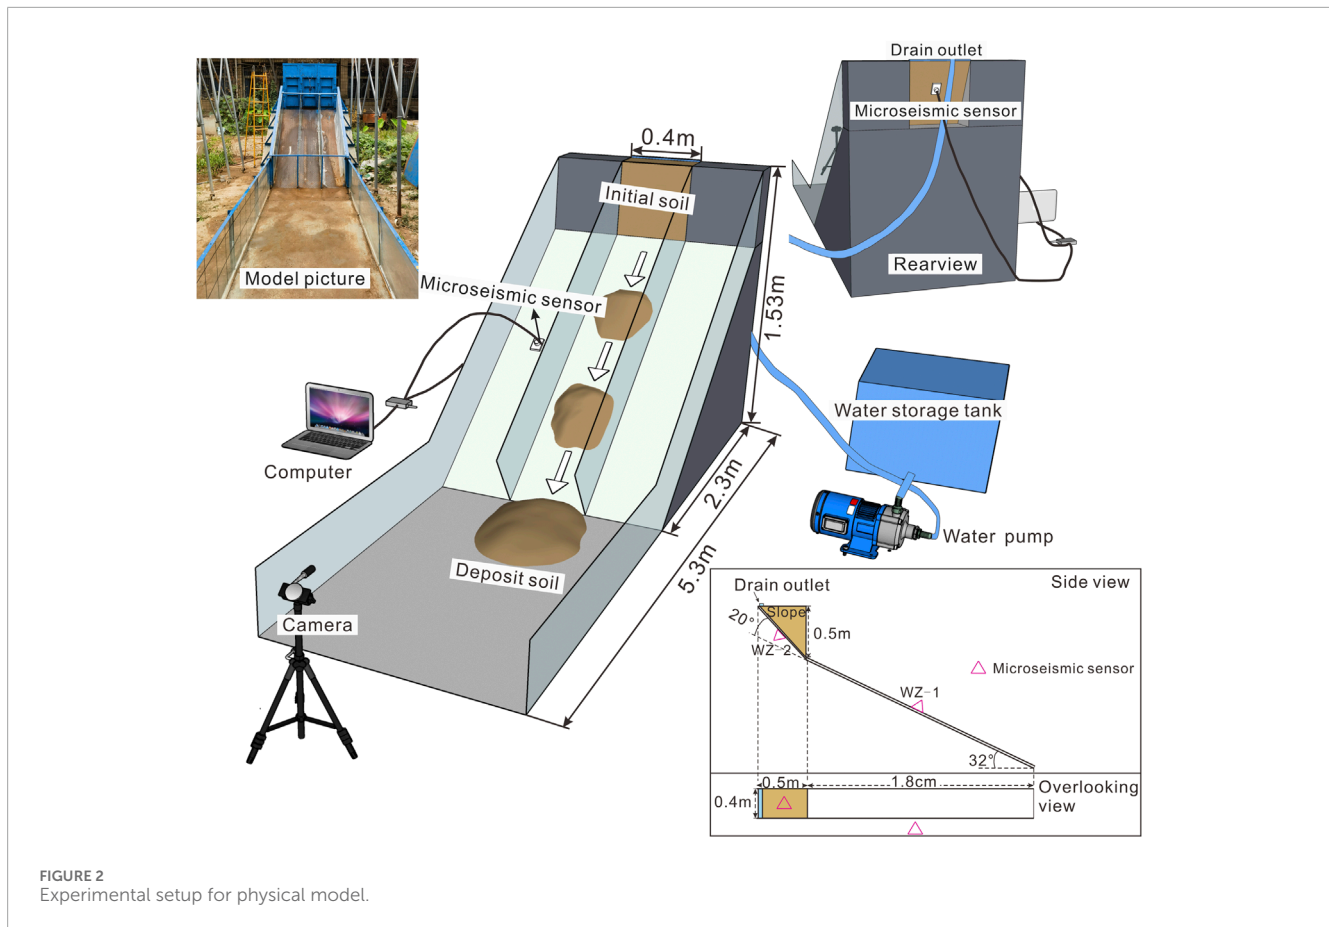 Drain outlet
Microseismic sensor
Rearview
Model picture
0.4m
Initial soil
Microseismic sensor
1.53m
Computer
Water storage tank
Water pump
2.3m
5.3m
Deposit soil
Camera
Side view
Drain outlet
Slope
20°
WZ-2
0.5m
Microseismic sensor
WZ-1
32°
0.5m
1.8cm
0.4m
Overlooking
view
FIGURE 2
Experimental setup for physical model.